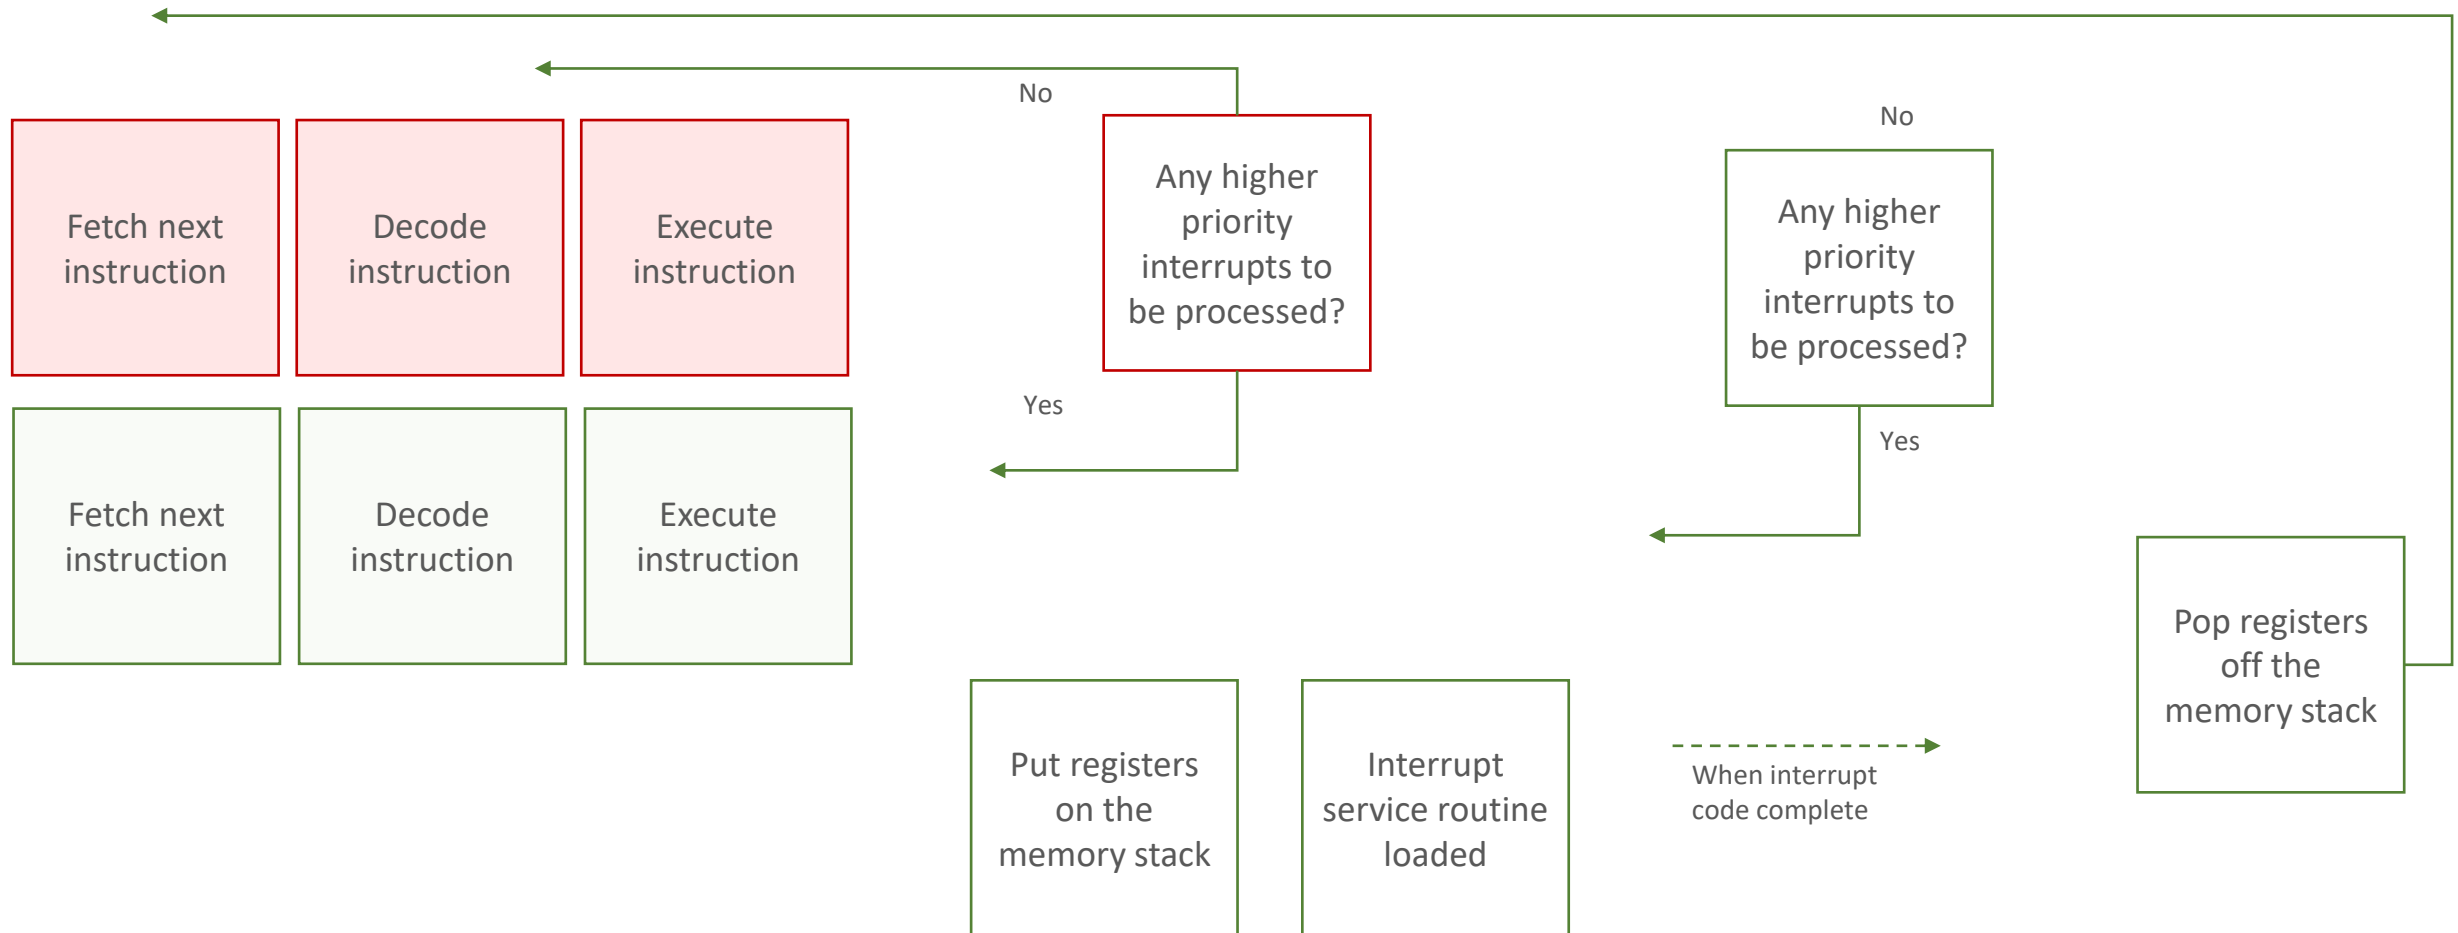 No
Any higher
priority
interrupts to
be processed?
No
Any higher
priority
interrupts to
be processed?
Fetch next
instruction
Decode
instruction
Execute
instruction
Yes
Yes
Fetch next
instruction
Decode
instruction
Execute
instruction
Pop registers
off the
memory stack
Put registers
on the
memory stack
Interrupt
service routine
loaded
When interrupt
code complete